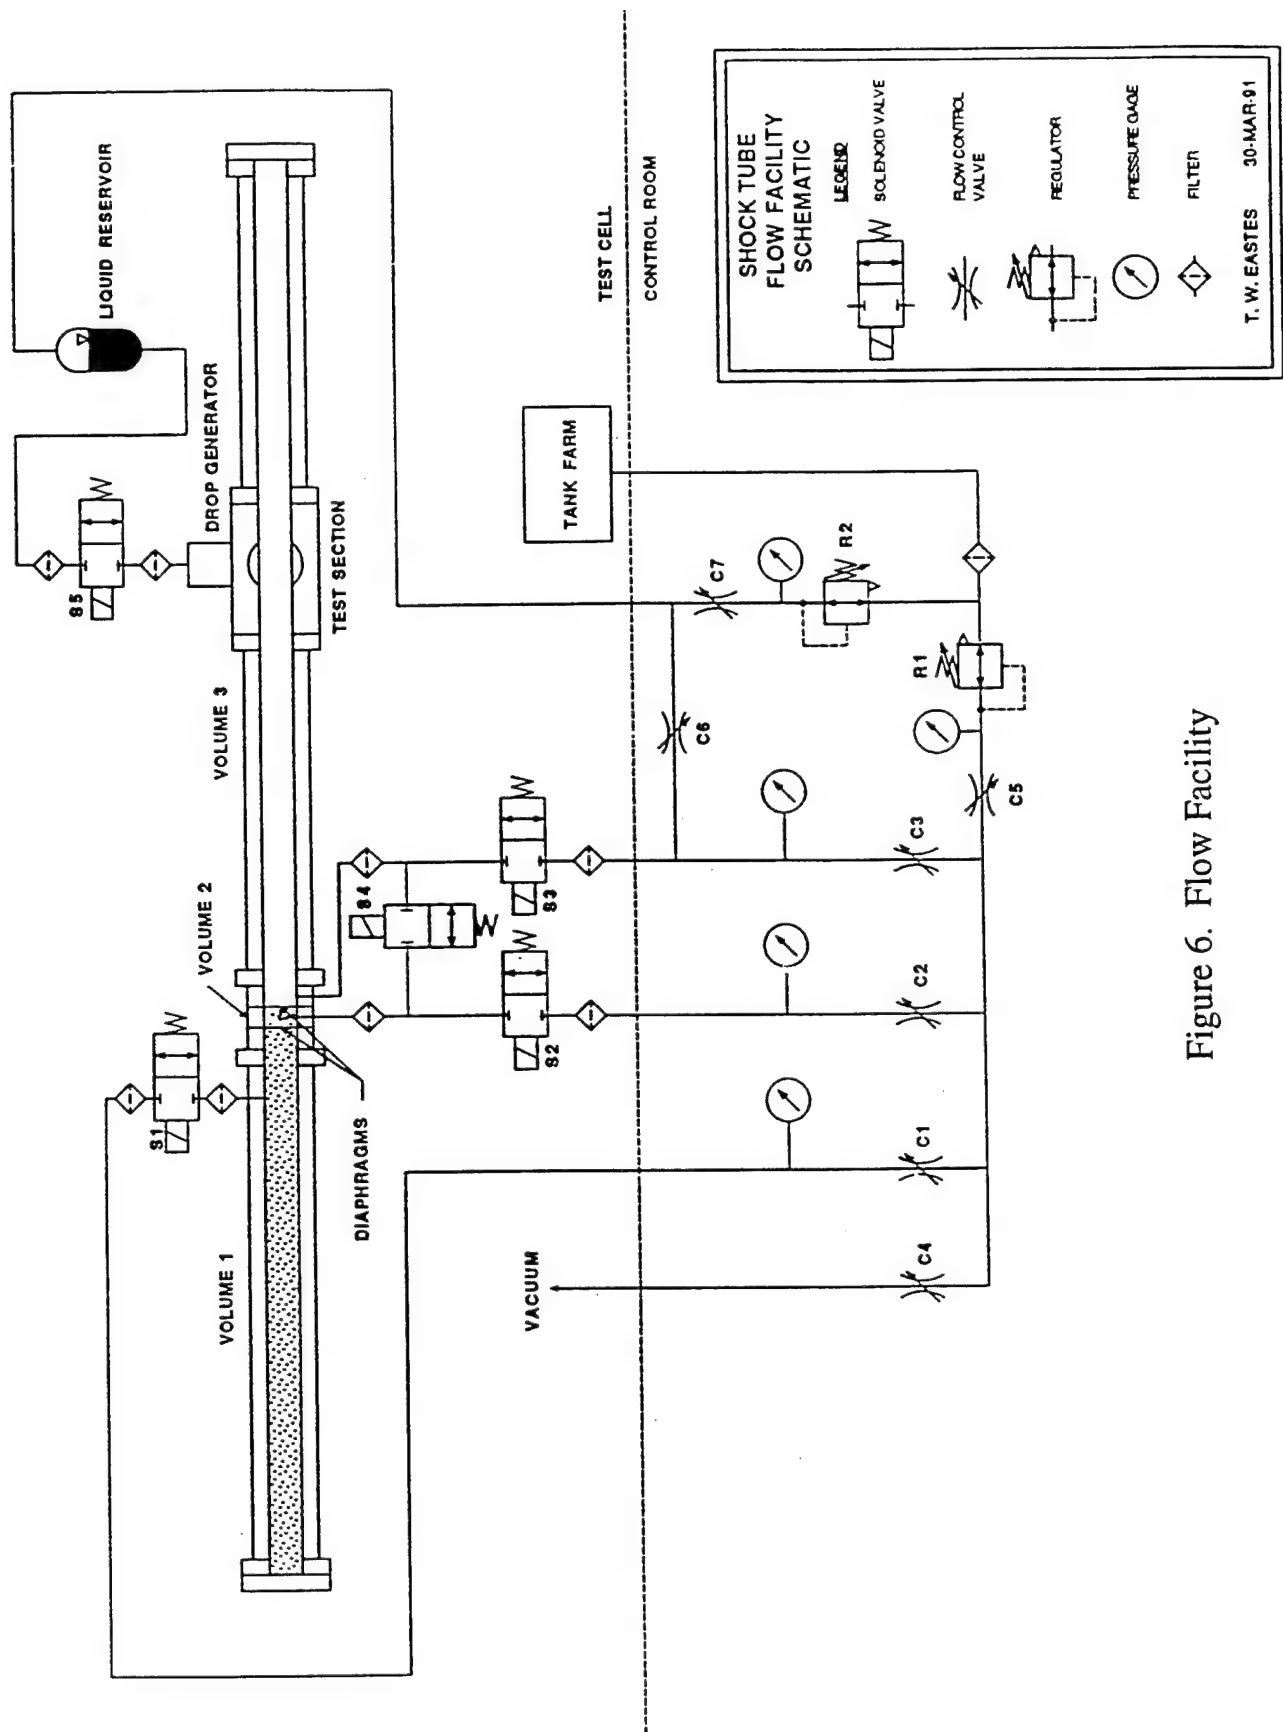 LIQUID RESERVOIR
DROP GENERATOR
S5
TEST SECTION
VOLUME 3
VOLUME 2
S1
DIAPHRAGMS
VOLUME 1
S4
S3
S2
TEST CELL
CONTROL ROOM
TANK FARM
VACUUM
C7
R2
C6
R1
C5
C3
C2
C1
C4
SHOCK TUBE
FLOW FACILITY
SCHEMATIC
LEGEND
SOLENOID VALVE
FLOW CONTROL
VALVE
REGULATOR
PRESSURE GAGE
FILTER
T. W. EASTES 30-MAR-91
Figure 6. Flow Facility